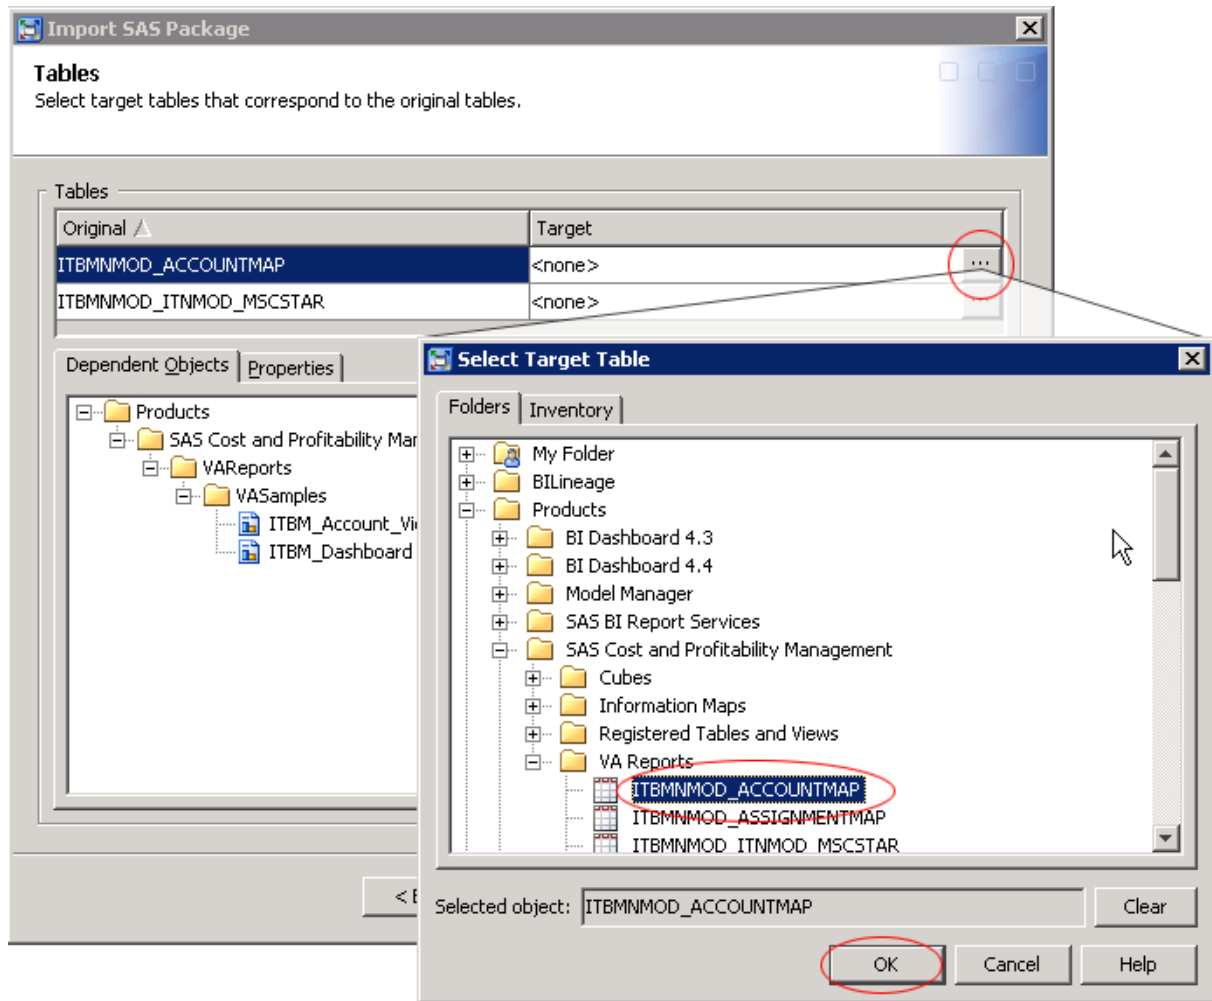 Import SAS Package
Tables
Select target tables that correspond to the original tables.
Tables
Original
Target
ITBMNMOD_ACCOUNTMAP
<none>
...
ITBMNMOD_ITNMOD_MSCSTAR
<none>
...
Dependent Objects
Properties
Products
SAS Cost and Profitability
VAReports
VASamples
ITBM_Account_
ITBM_Dashboard
<
Select Target Table
Folders
Inventory
My Folder
BILineage
Products
BI Dashboard 4.3
BI Dashboard 4.4
Model Manager
SAS BI Report Services
SAS Cost and Profitability Management
Cubes
Information Maps
Registered Tables and Views
VA Reports
ITBMNMOD_ACCOUNTMAP
ITBMNMOD_ASSIGNMENTMAP
ITBMNMOD_ITNMOD_MSCSTAR
Selected object: ITBMNMOD_ACCOUNTMAP
Clear
OK
Cancel
Help